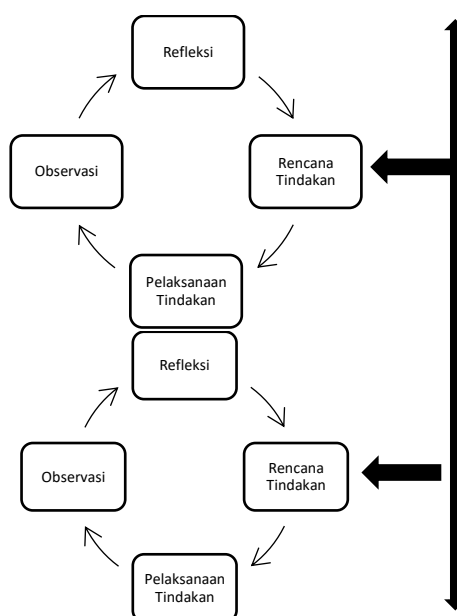 Refleksi
Observasi
Rencana
Tindakan
Pelaksanaan
Tindakan
Refleksi
Observasi
Rencana
Tindakan
Pelaksanaan
Tindakan